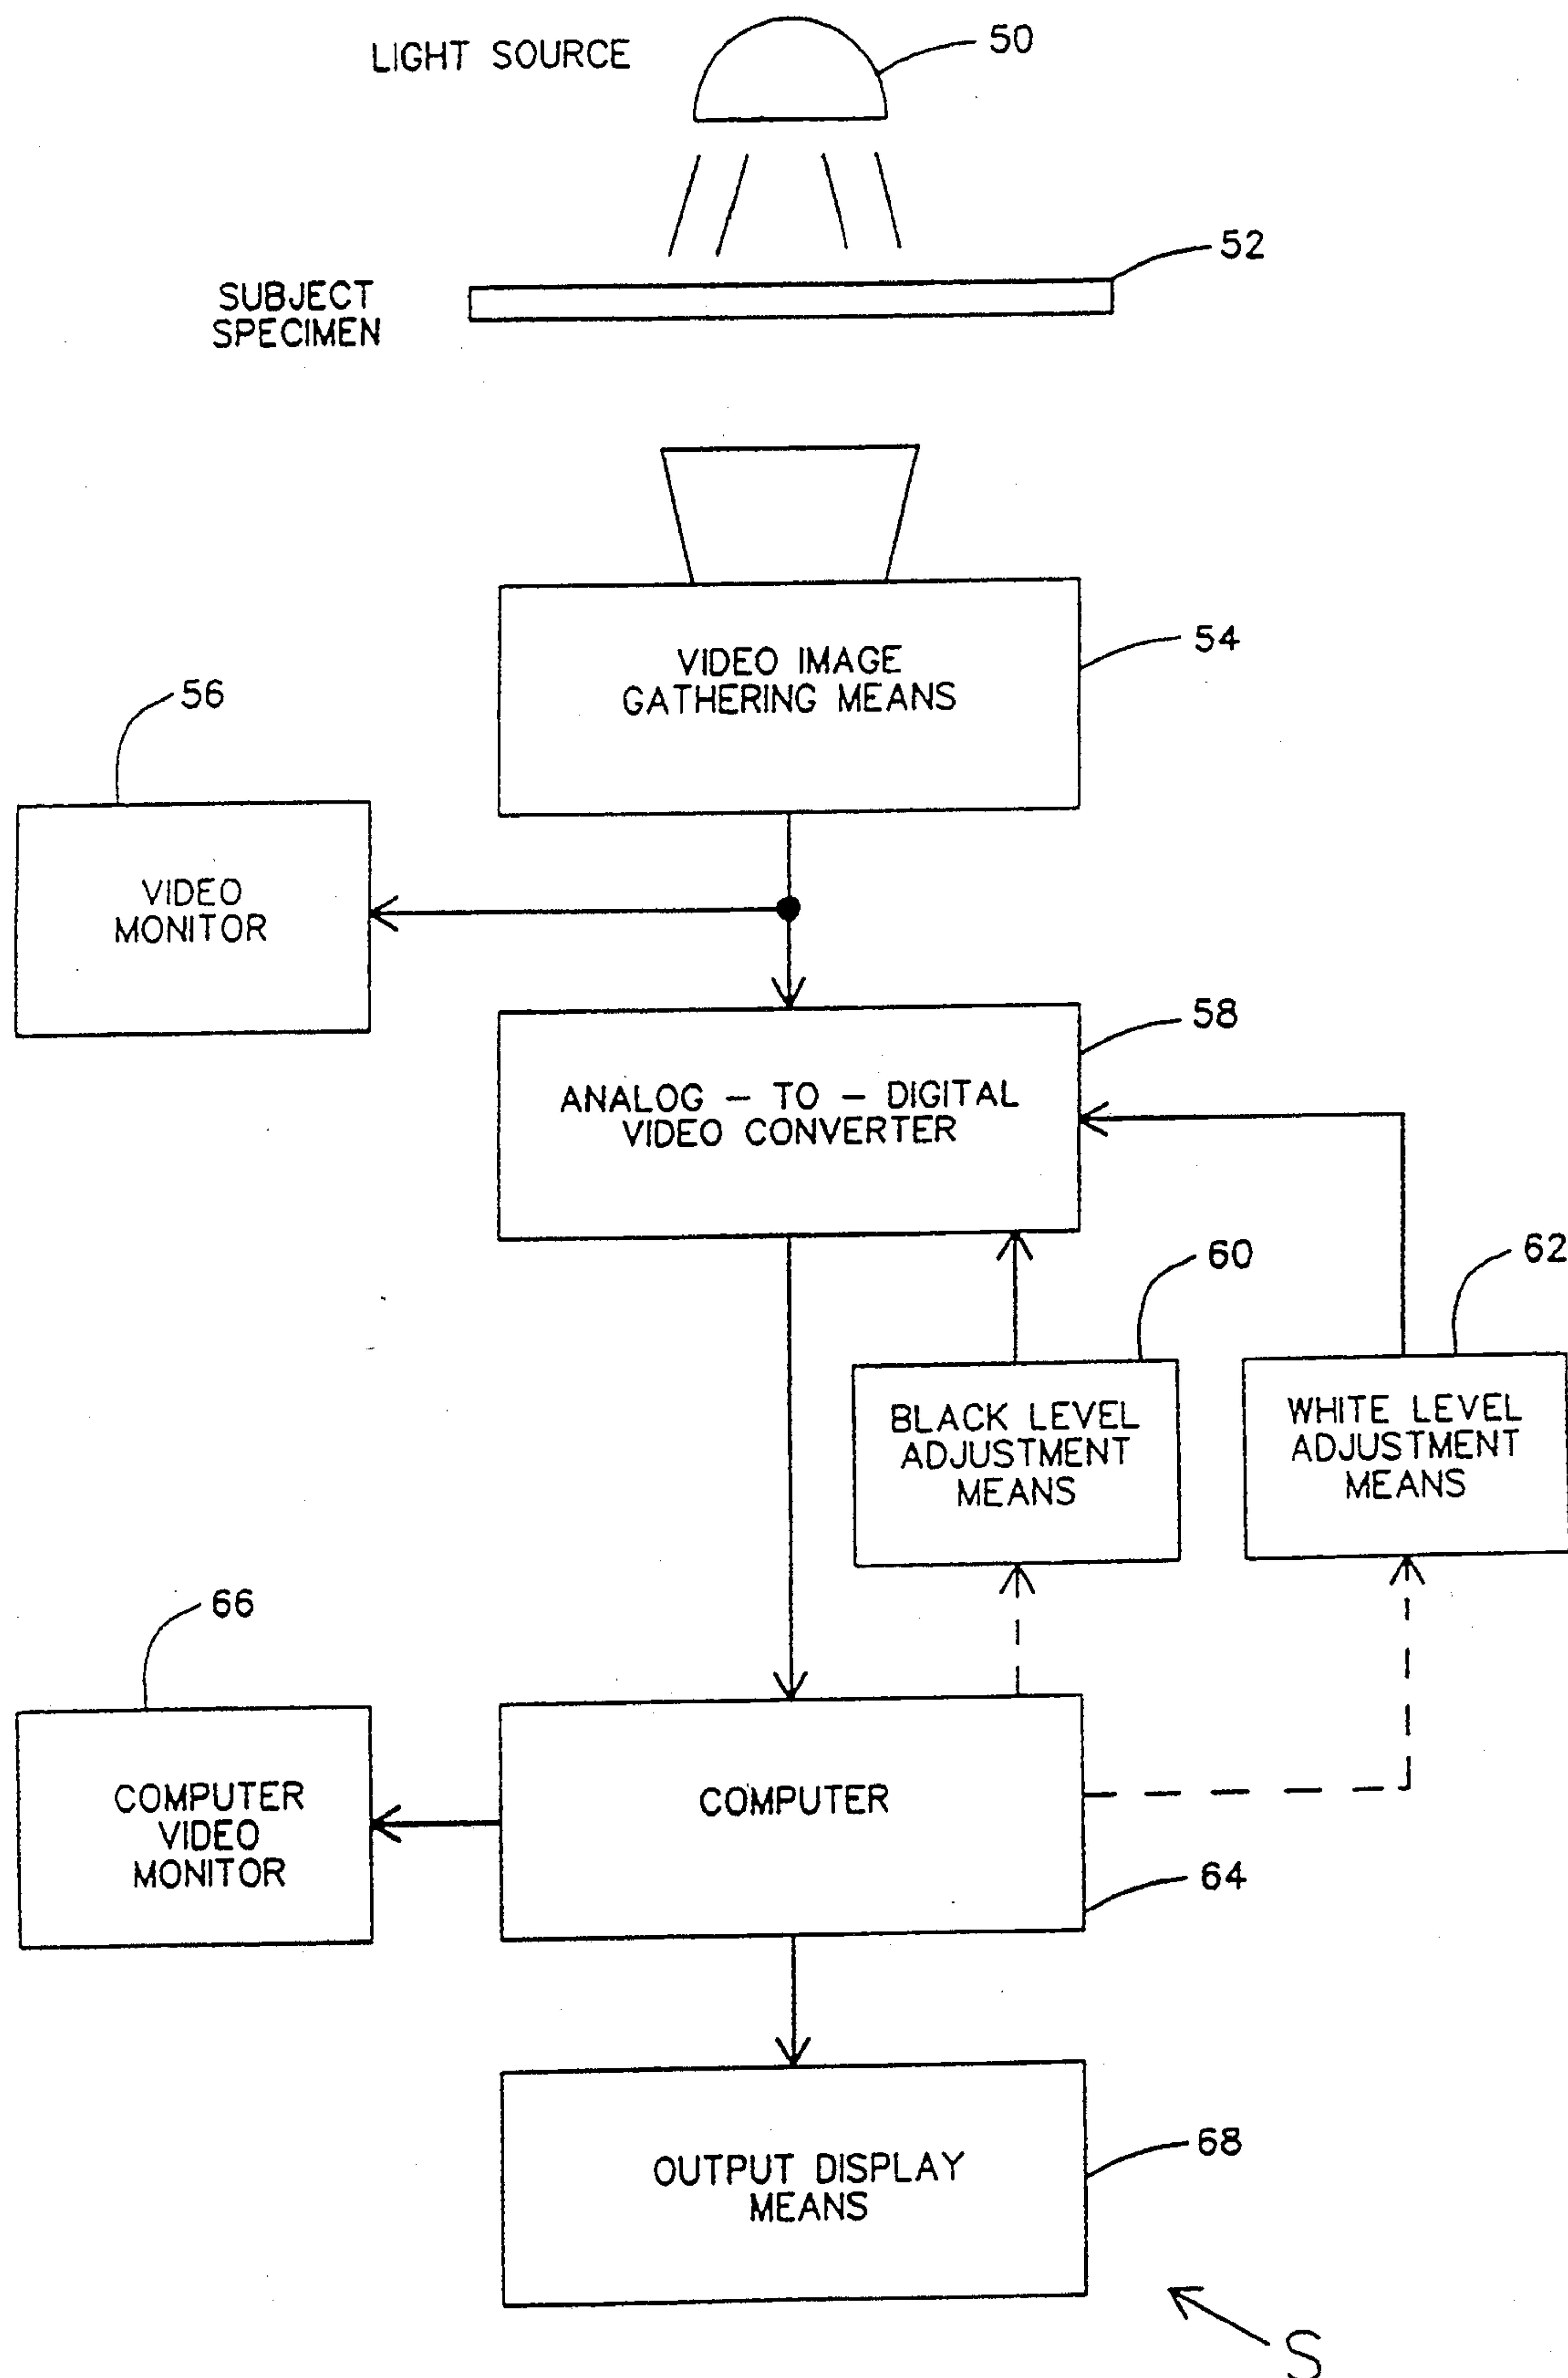 LIGHT SOURCE
50
52
SUBJECT
SPECIMEN
54
VIDEO IMAGE
GATHERING MEANS
56
VIDEO
MONITOR
58
ANALOG – TO – DIGITAL
VIDEO CONVERTER
60
62
BLACK LEVEL
ADJUSTMENT
MEANS
WHITE LEVEL
ADJUSTMENT
MEANS
66
COMPUTER
VIDEO
MONITOR
COMPUTER
64
68
OUTPUT DISPLAY
MEANS
S